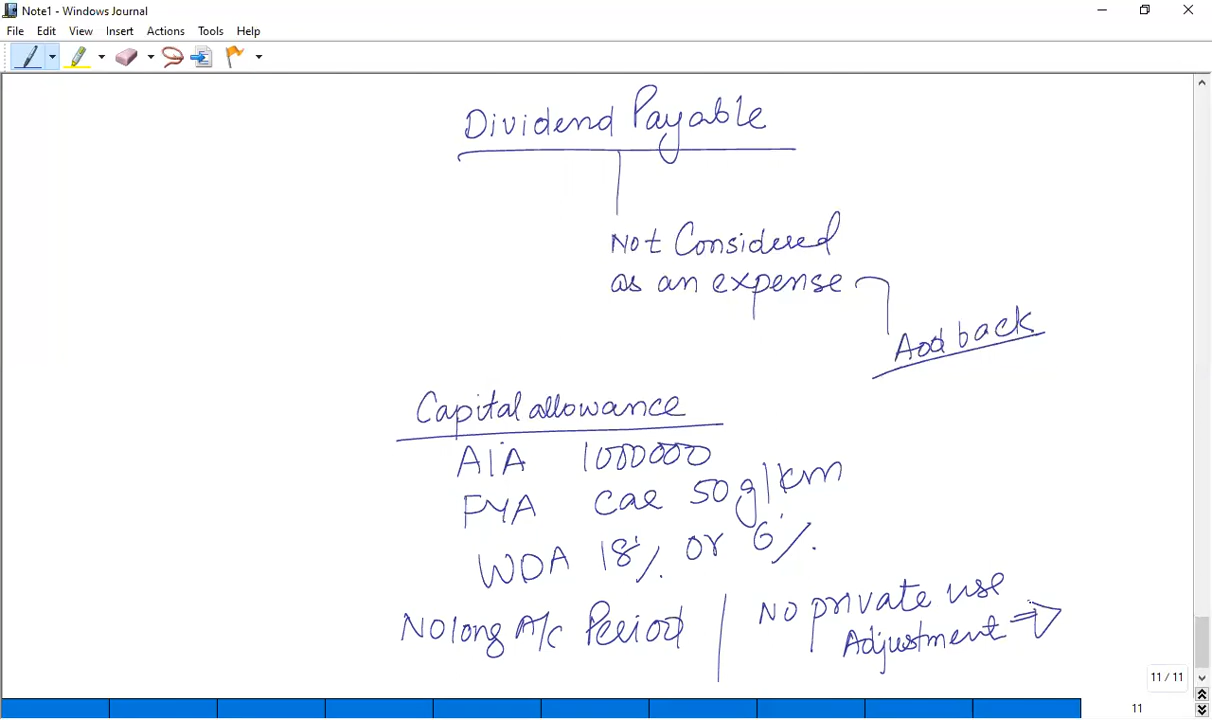 Note1 - Windows Journal
File Edit View Insert Actions Tools Help
Dividend Payable
Not Considered
as an expense
Add back
Capital allowance
AIA 1000000
FYA Car 50 g/km
WDA 18% or 6%
No long A/c Period
No private use
Adjustment
11 / 11
11